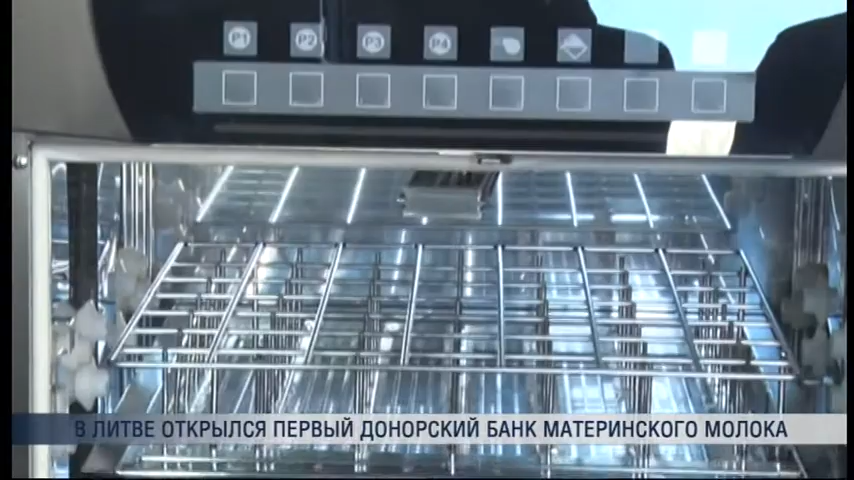 P1 P2 P3 P4
В ЛИТВЕ ОТКРЫЛСЯ ПЕРВЫЙ ДОНОРСКИЙ БАНК МАТЕРИНСКОГО МОЛОКА